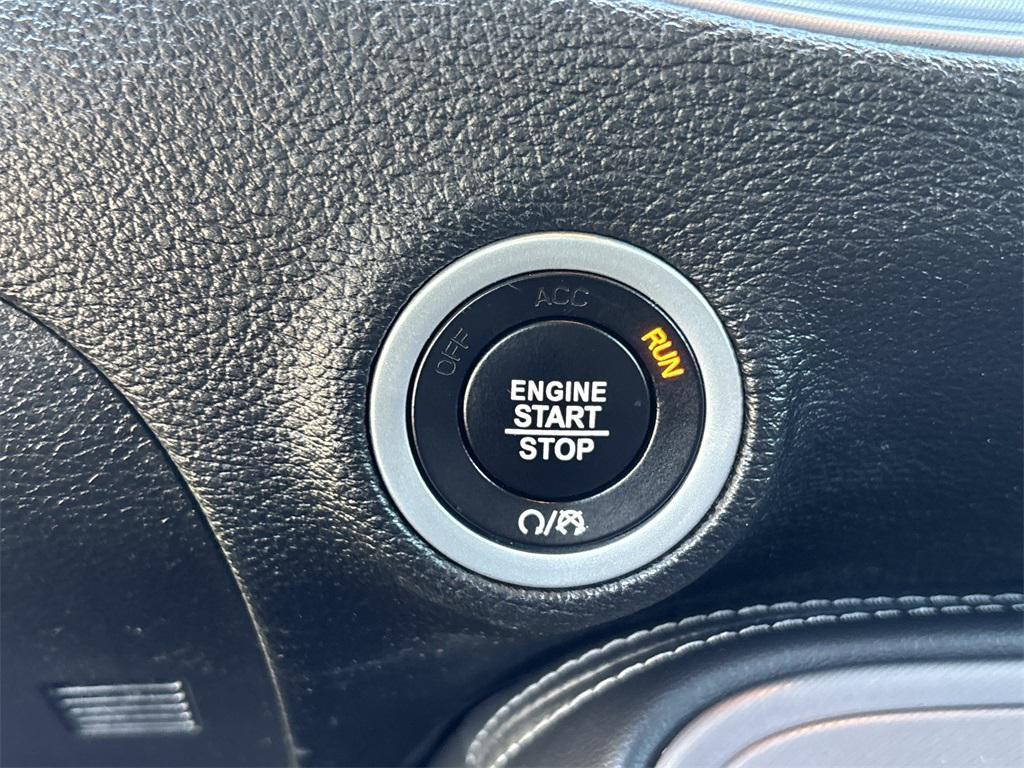 ACC
OFF
RUN
ENGINE
START
STOP